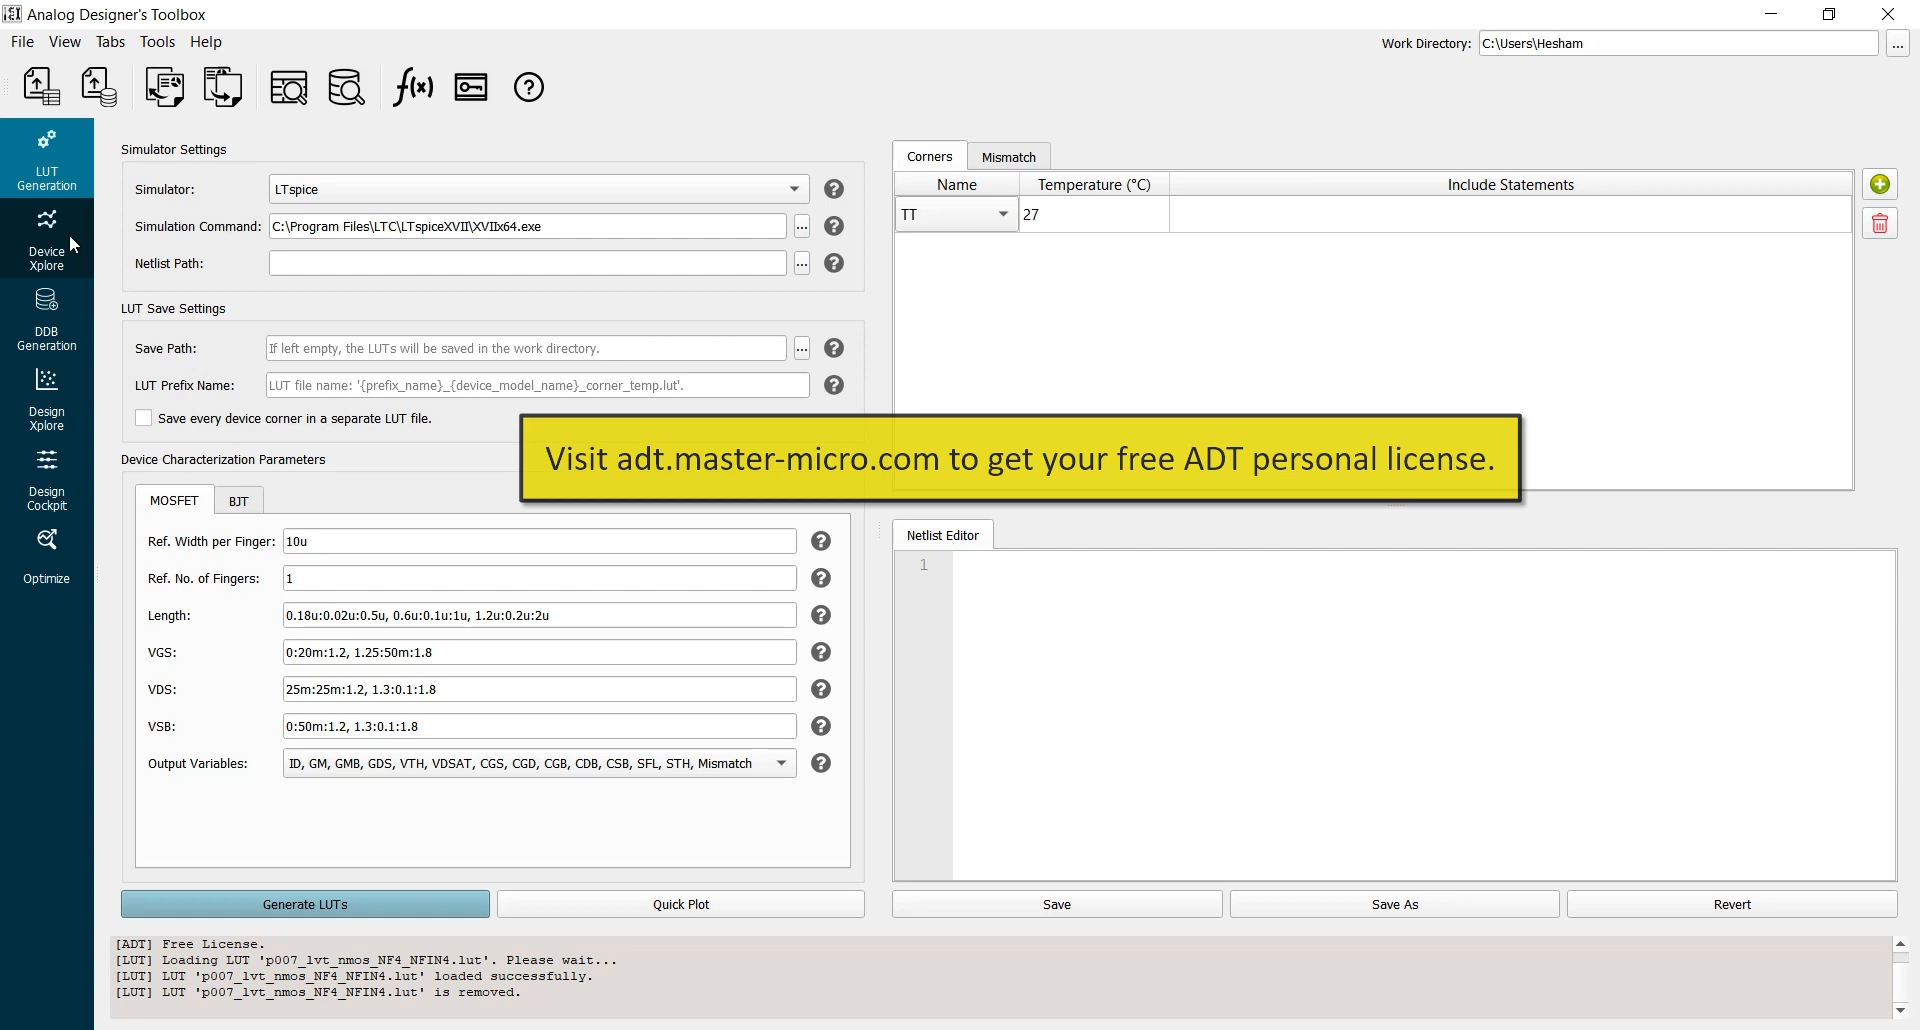 Analog Designer's Toolbox
File View Tabs Tools Help
Work Directory: C:\Users\Hesham ...
f(x) ?
LUT
Generation
Device
Xplore
DDB
Generation
Design
Xplore
Design
Cockpit
Optimize
Simulator Settings
Simulator: LTspice ?
Simulation Command: C:\Program Files\LTC\LTspiceXVII\XVIIx64.exe ... ?
Netlist Path: ... ?
LUT Save Settings
Save Path: If left empty, the LUTs will be saved in the work directory. ... ?
LUT Prefix Name: LUT file name: '{prefix_name}_{device_model_name}_corner_temp.lut'. ?
Save every device corner in a separate LUT file.
Device Characterization Parameters
MOSFET BJT
Ref. Width per Finger: 10u ?
Ref. No. of Fingers: 1 ?
Length: 0.18u:0.02u:0.5u, 0.6u:0.1u:1u, 1.2u:0.2u:2u ?
VGS: 0:20m:1.2, 1.25:50m:1.8 ?
VDS: 25m:25m:1.2, 1.3:0.1:1.8 ?
VSB: 0:50m:1.2, 1.3:0.1:1.8 ?
Output Variables: ID, GM, GMB, GDS, VTH, VDSAT, CGS, CGD, CGB, CDB, CSB, SFL, STH, Mismatch ?
Generate LUTs Quick Plot
Corners Mismatch
Name Temperature (°C) Include Statements
TT 27
Visit adt.master-micro.com to get your free ADT personal license.
Netlist Editor
1
Save Save As Revert
[ADT] Free License.
[LUT] Loading LUT 'p007_lvt_nmos_NF4_NFIN4.lut'. Please wait...
[LUT] LUT 'p007_lvt_nmos_NF4_NFIN4.lut' loaded successfully.
[LUT] LUT 'p007_lvt_nmos_NF4_NFIN4.lut' is removed.